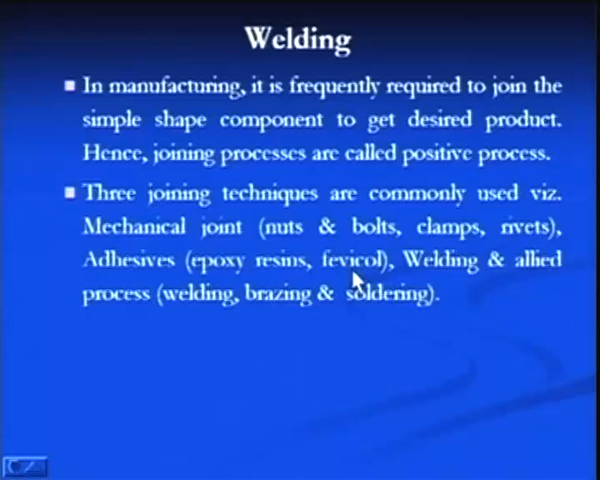 Welding
In manufacturing, it is frequently required to join the
simple shape component to get desired product.
Hence, joining processes are called positive process.
Three joining techniques are commonly used viz.
Mechanical joint (nuts & bolts, clamps, rivets),
Adhesives (epoxy resins, fevicol), Welding & allied
process (welding, brazing & soldering).